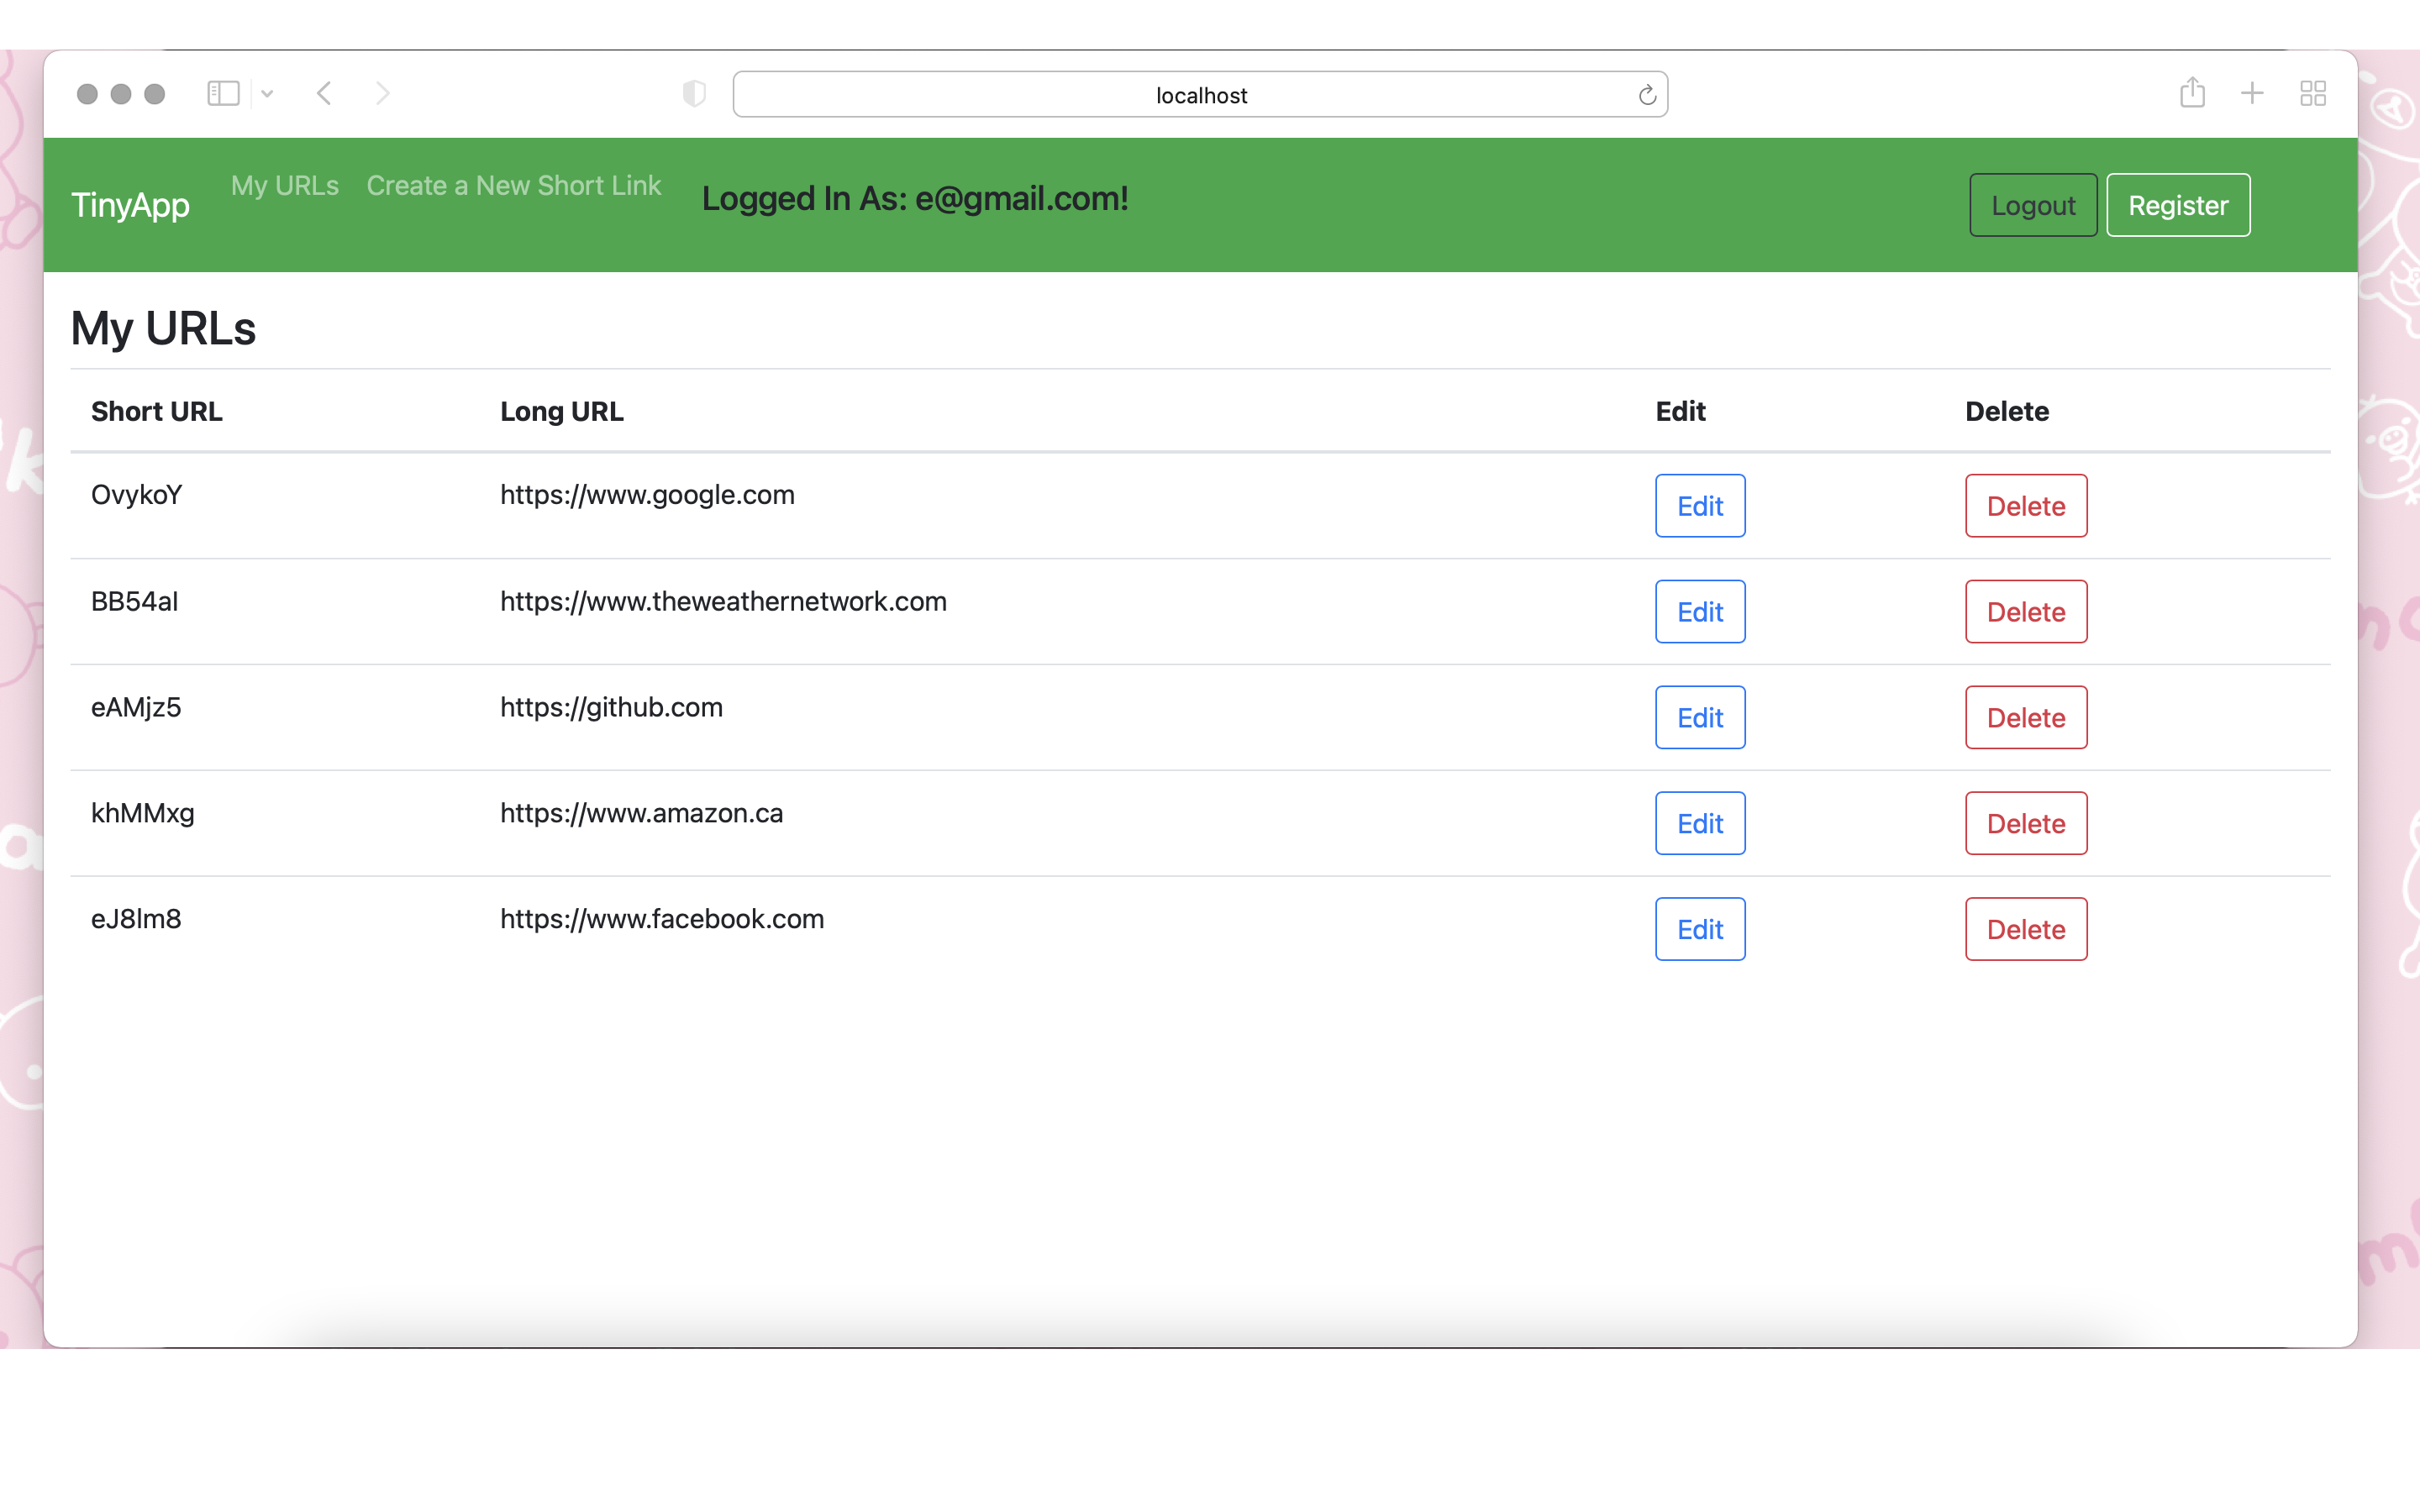 localhost
TinyApp My URLs Create a New Short Link Logged In As: e@gmail.com! Logout Register
My URLs
Short URL Long URL Edit Delete
OvykoY https://www.google.com Edit Delete
BB54al https://www.theweathernetwork.com Edit Delete
eAMjz5 https://github.com Edit Delete
khMMxg https://www.amazon.ca Edit Delete
eJ8lm8 https://www.facebook.com Edit Delete